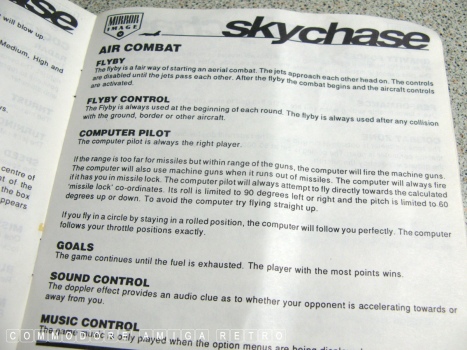 MIRROR
IMAGE
skychase
will blow up.
Medium, High and
centre of
of the
the box
appears
AIR COMBAT
FLYBY
The flyby is a fair way of starting an aerial combat. The jets approach each other head on. The controls
are disabled until the jets pass each other. After the flyby the combat begins and the aircraft controls
are activated.
FLYBY CONTROL
The Flyby is always used at the beginning of each round. The flyby is always used after any collision
with the ground, border or other aircraft.
COMPUTER PILOT
The computer pilot is always the right player.
If the range is too far for missiles but within range of the guns, the computer will fire the machine guns.
The computer will also use machine guns when it runs out of missiles. The computer will always fire
if it has you in missile lock. The computer pilot will always attempt to fly directly towards the calculated
'missile lock' co-ordinates. Its roll is limited to 90 degrees left or right and the pitch is limited to 60
degrees up or down. To avoid the computer try flying straight up.
If you fly in a circle by staying in a rolled position, the computer will follow you perfectly. The computer
follows your throttle positions exactly.
GOALS
The game continues until the fuel is exhausted. The player with the most points wins.
SOUND CONTROL
The doppler effect provides an audio clue as to whether your opponent is accelerating towards or
away from you.
MUSIC CONTROL
The game music is only played when the option menus are being
COMMODORE AMIGA RETRO